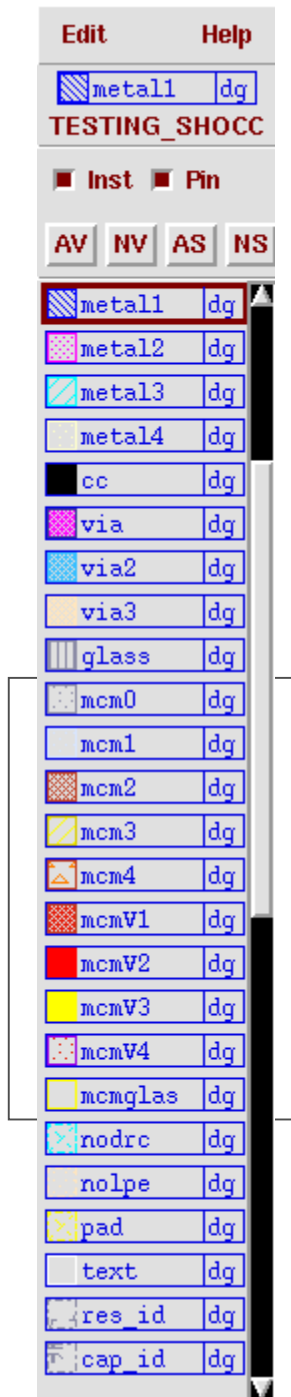 Edit Help
metal1 dg
TESTING_SHOCC
Inst Pin
AV NV AS NS
metal1 dg
metal2 dg
metal3 dg
metal4 dg
cc dg
via dg
via2 dg
via3 dg
glass dg
mcm0 dg
mcm1 dg
mcm2 dg
mcm3 dg
mcm4 dg
mcmV1 dg
mcmV2 dg
mcmV3 dg
mcmV4 dg
mcmglas dg
nodrc dg
nolpe dg
pad dg
text dg
res_id dg
cap_id dg